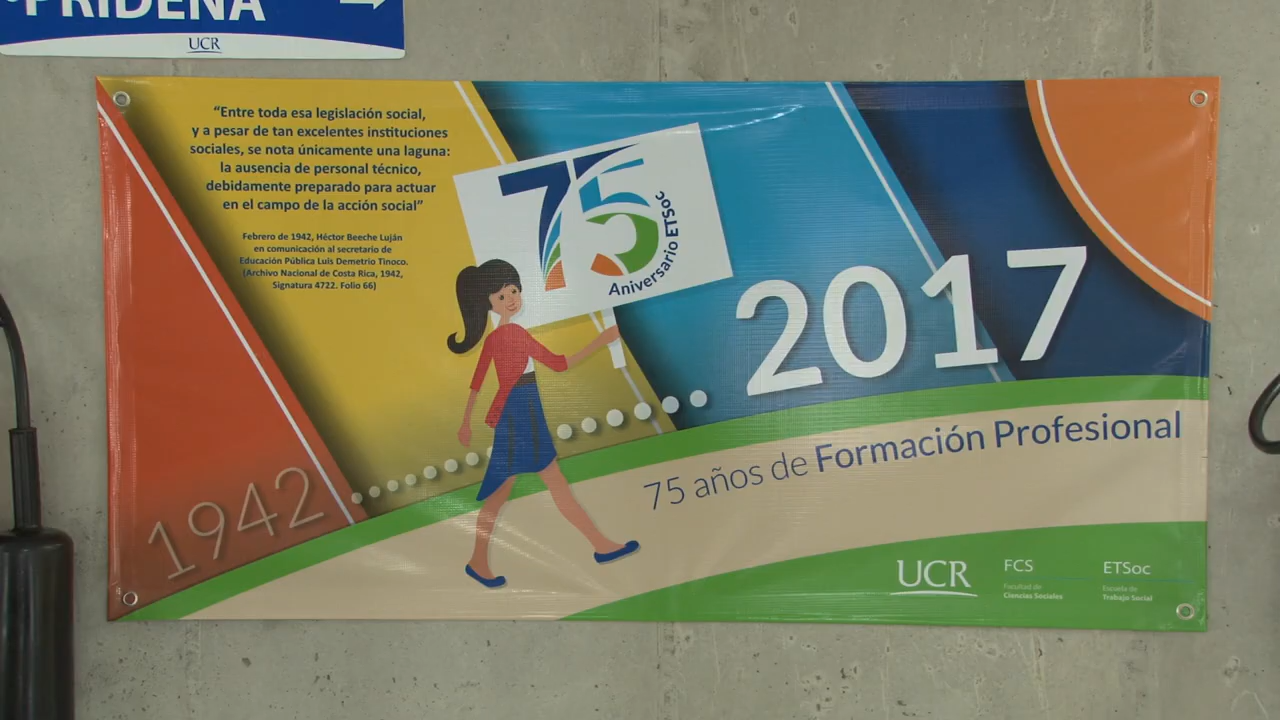 PRIDENA
UCR
“Entre toda esa legislación social,
y a pesar de tan excelentes instituciones
sociales, se nota únicamente una laguna:
la ausencia de personal técnico,
debidamente preparado para actuar
en el campo de la acción social”
Febrero de 1942, Héctor Beeche Luján
en comunicación al secretario de
Educación Pública Luis Demetrio Tinoco.
(Archivo Nacional de Costa Rica, 1942,
Signatura 4722. Folio 66)
75
Aniversario ETSoc
1942
2017
75 años de Formación Profesional
UCR
FCS
Facultad de
Ciencias Sociales
ETSoc
Escuela de
Trabajo Social